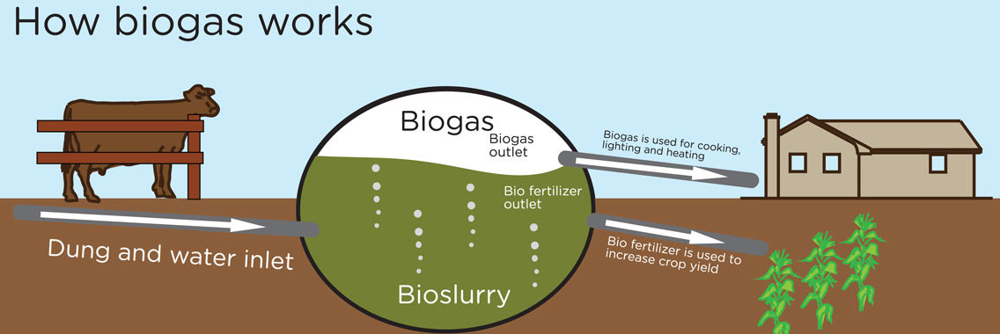 How biogas works
Biogas
Biogas
outlet
Biogas is used for cooking,
lighting and heating
Bio fertilizer
outlet
Dung and water inlet
Bio fertilizer is used to
increase crop yield
Bioslurry